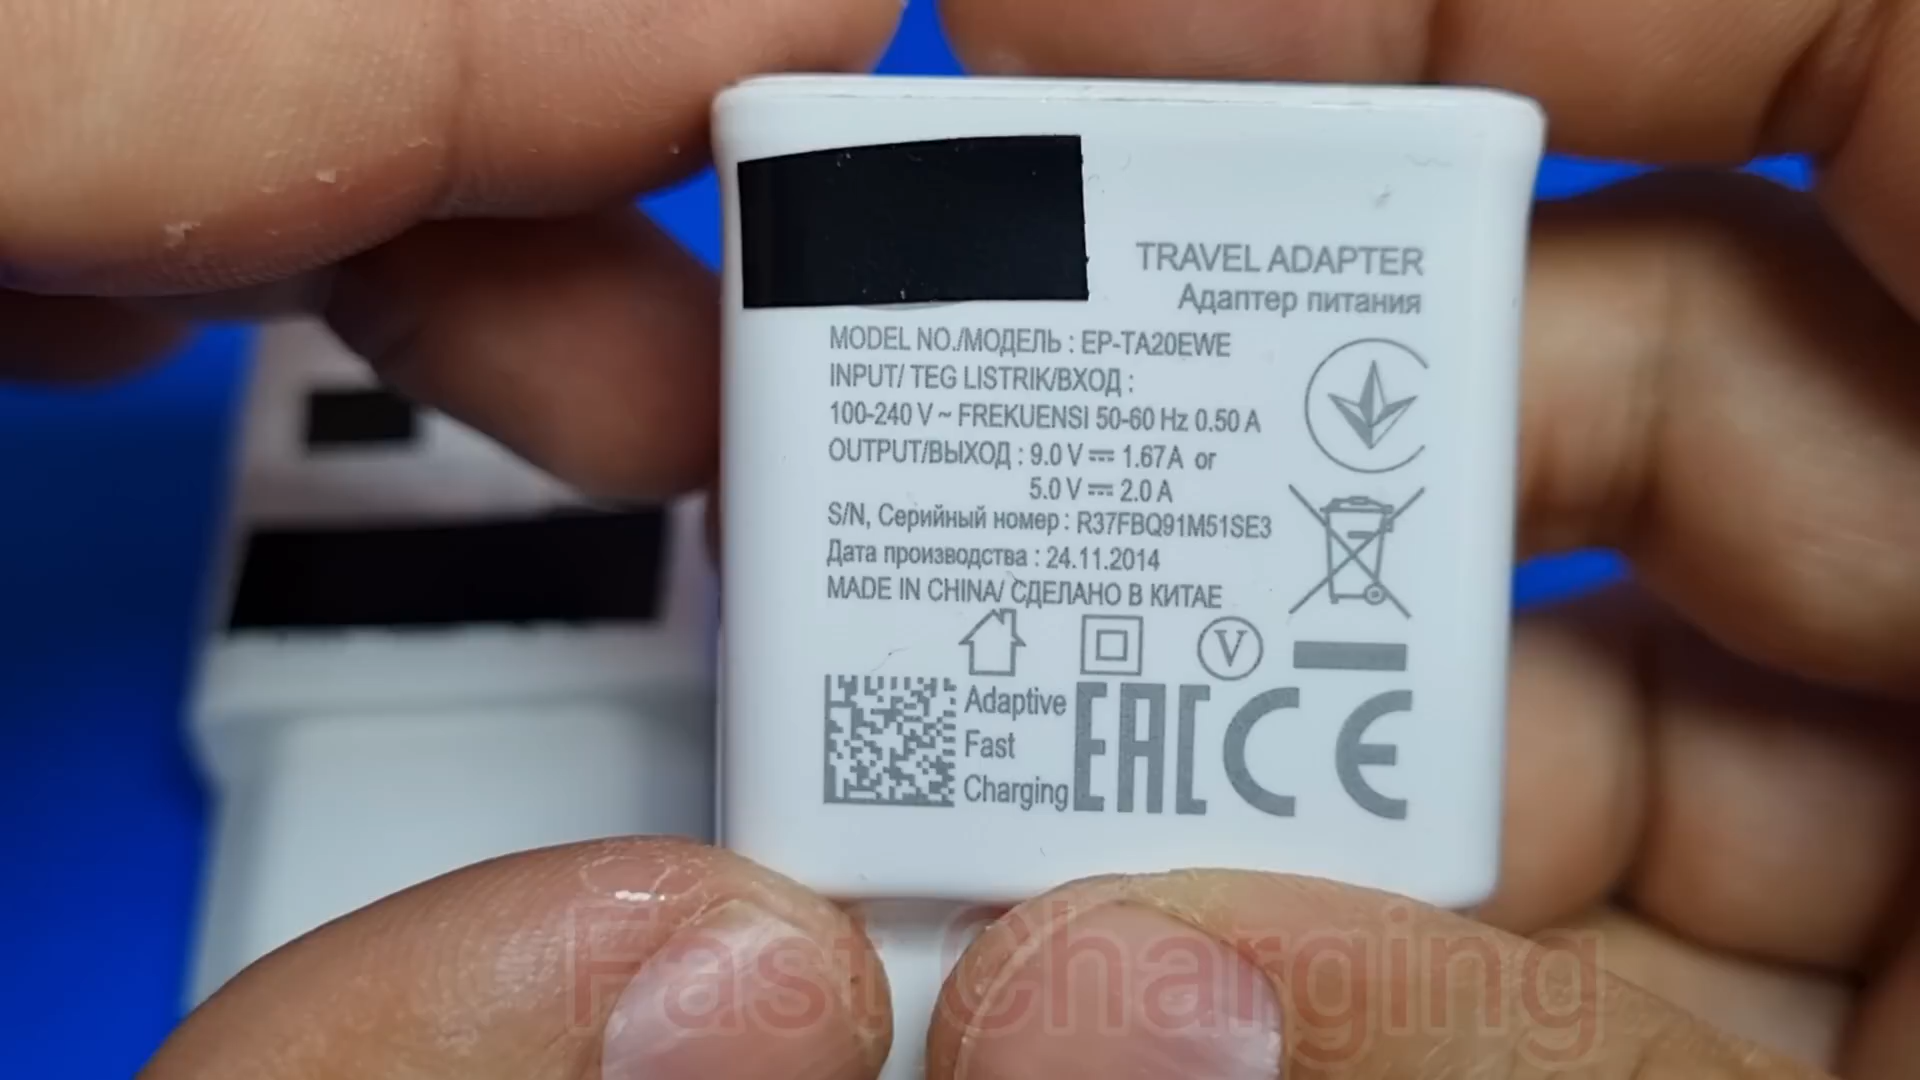 TRAVEL ADAPTER
Адаптер питания
MODEL NO./МОДЕЛЬ : EP-TA20EWE
INPUT/ TEG LISTRIK/ВХОД :
100-240 V ~ FREKUENSI 50-60 Hz 0.50 A
OUTPUT/ВЫХОД : 9.0 V ⎓ 1.67A or
5.0 V ⎓ 2.0 A
S/N, Серийный номер : R37FBQ91M51SE3
Дата производства : 24.11.2014
MADE IN CHINA/ СДЕЛАНО В КИТАЕ
V
Adaptive
Fast
Charging
EAC CE
Fast Charging